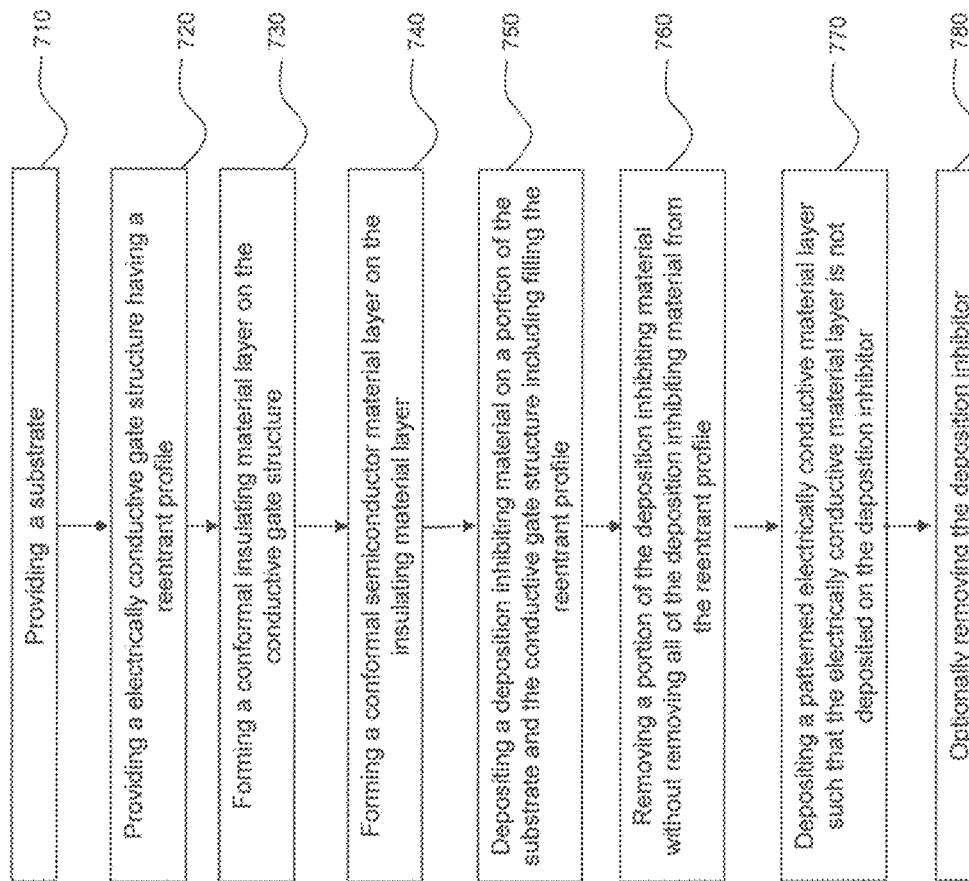 Providing a substrate
710
Providing a electrically conductive gate structure having a
reentrant profile
720
Forming a conformal insulating material layer on the
conductive gate structure
730
Forming a conformal semiconductor material layer on the
insulating material layer
740
Depositing a deposition inhibiting material on a portion of the
substrate and the conductive gate structure including filling the
reentrant profile
750
Removing a portion of the deposition inhibiting material
without removing all of the deposition inhibiting material from
the reentrant profile
760
Depositing a patterned electrically conductive material layer
such that the electrically conductive material layer is not
deposited on the deposition inhibitor
770
Optionally removing the deposition inhibitor
780